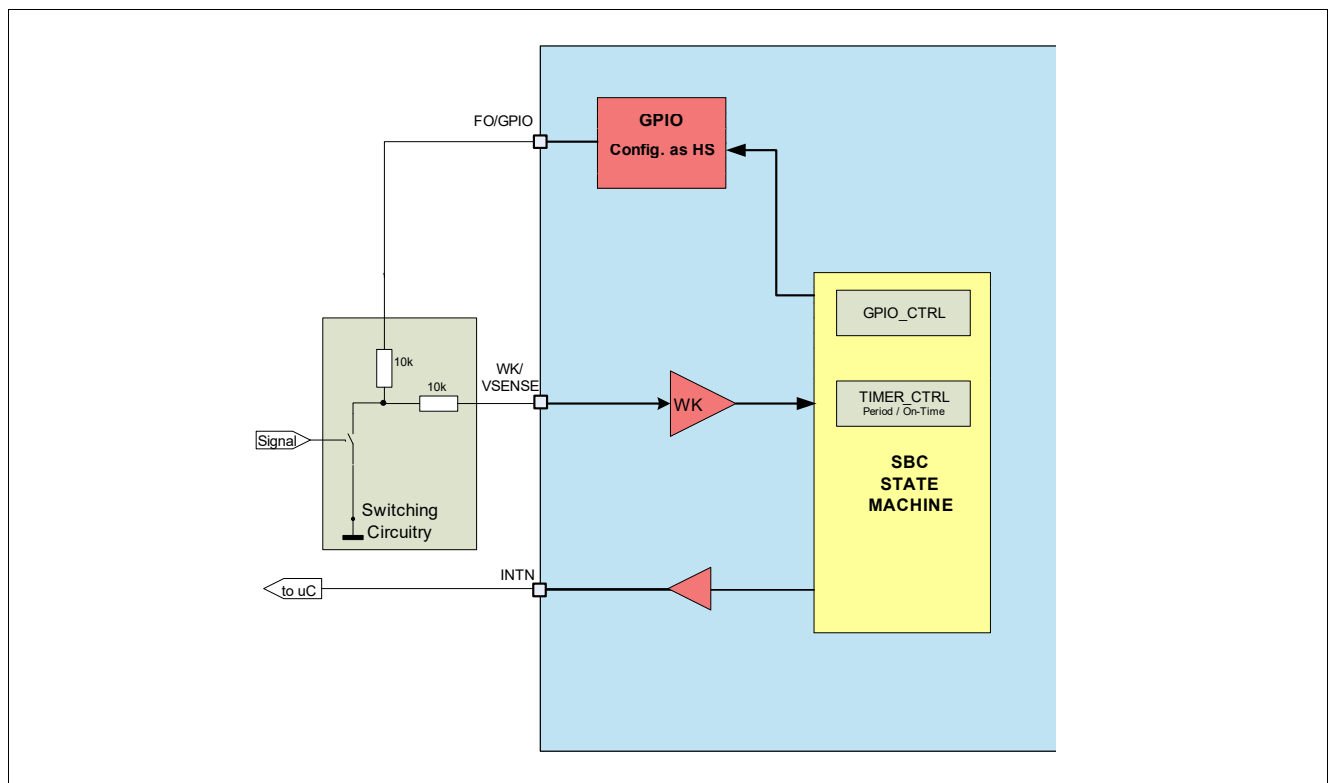 FO/GPIO
GPIO
Config. as HS
GPIO_CTRL
10k
10k
WK/
VSENSE
WK
TIMER_CTRL
Period / On-Time
Signal
SBC
STATE
MACHINE
Switching
Circuitry
INTN
to uC